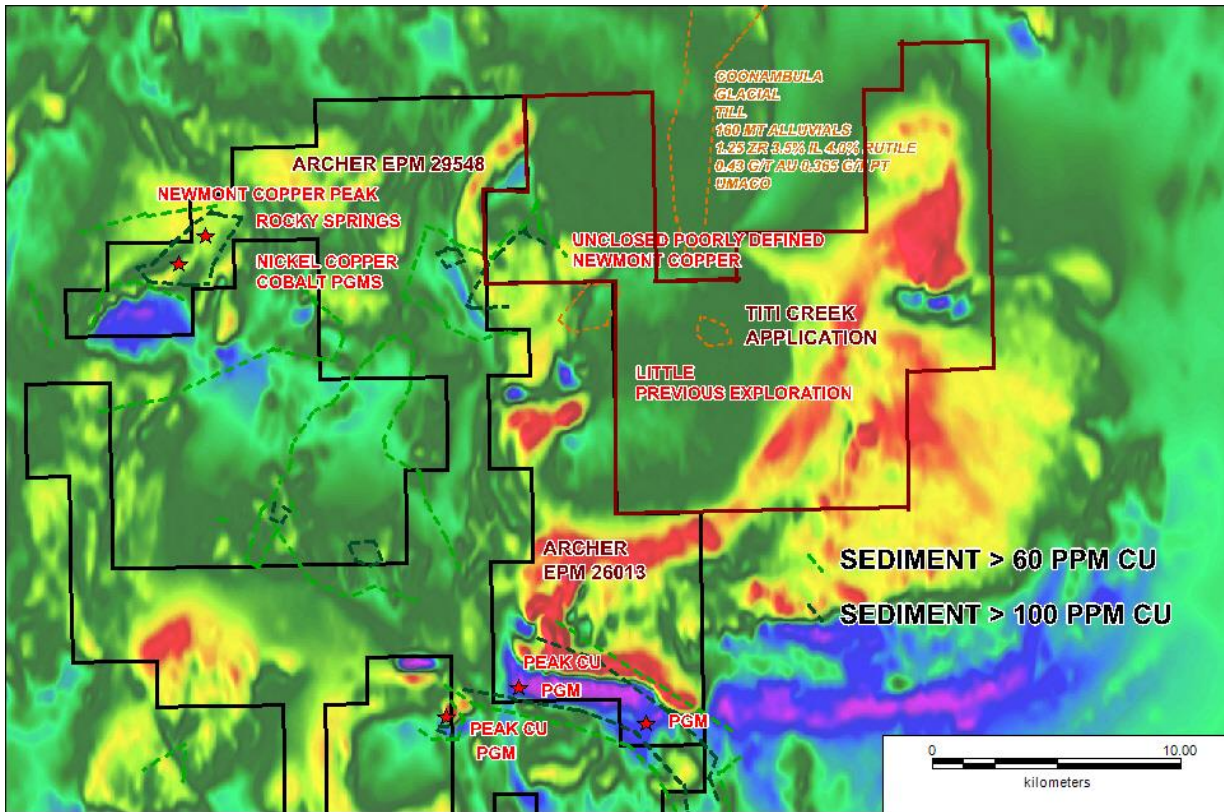 COONAMBULA
GLACIAL
TILL
160 MT ALLUVIALS
1.25 ZR 3.5% IL 4.0% RUTILE
0.43 G/T AU 0.365 G/T PT
UMACO
ARCHER EPM 29548
NEWMONT COPPER PEAK
ROCKY SPRINGS
NICKEL COPPER
COBALT PGMS
UNCLOSED POORLY DEFINED
NEWMONT COPPER
TITI CREEK
APPLICATION
LITTLE
PREVIOUS EXPLORATION
ARCHER
EPM 26013
SEDIMENT > 60 PPM CU
SEDIMENT > 100 PPM CU
PEAK CU
PGM
PGM
PEAK CU
PGM
0 10.00
kilometers